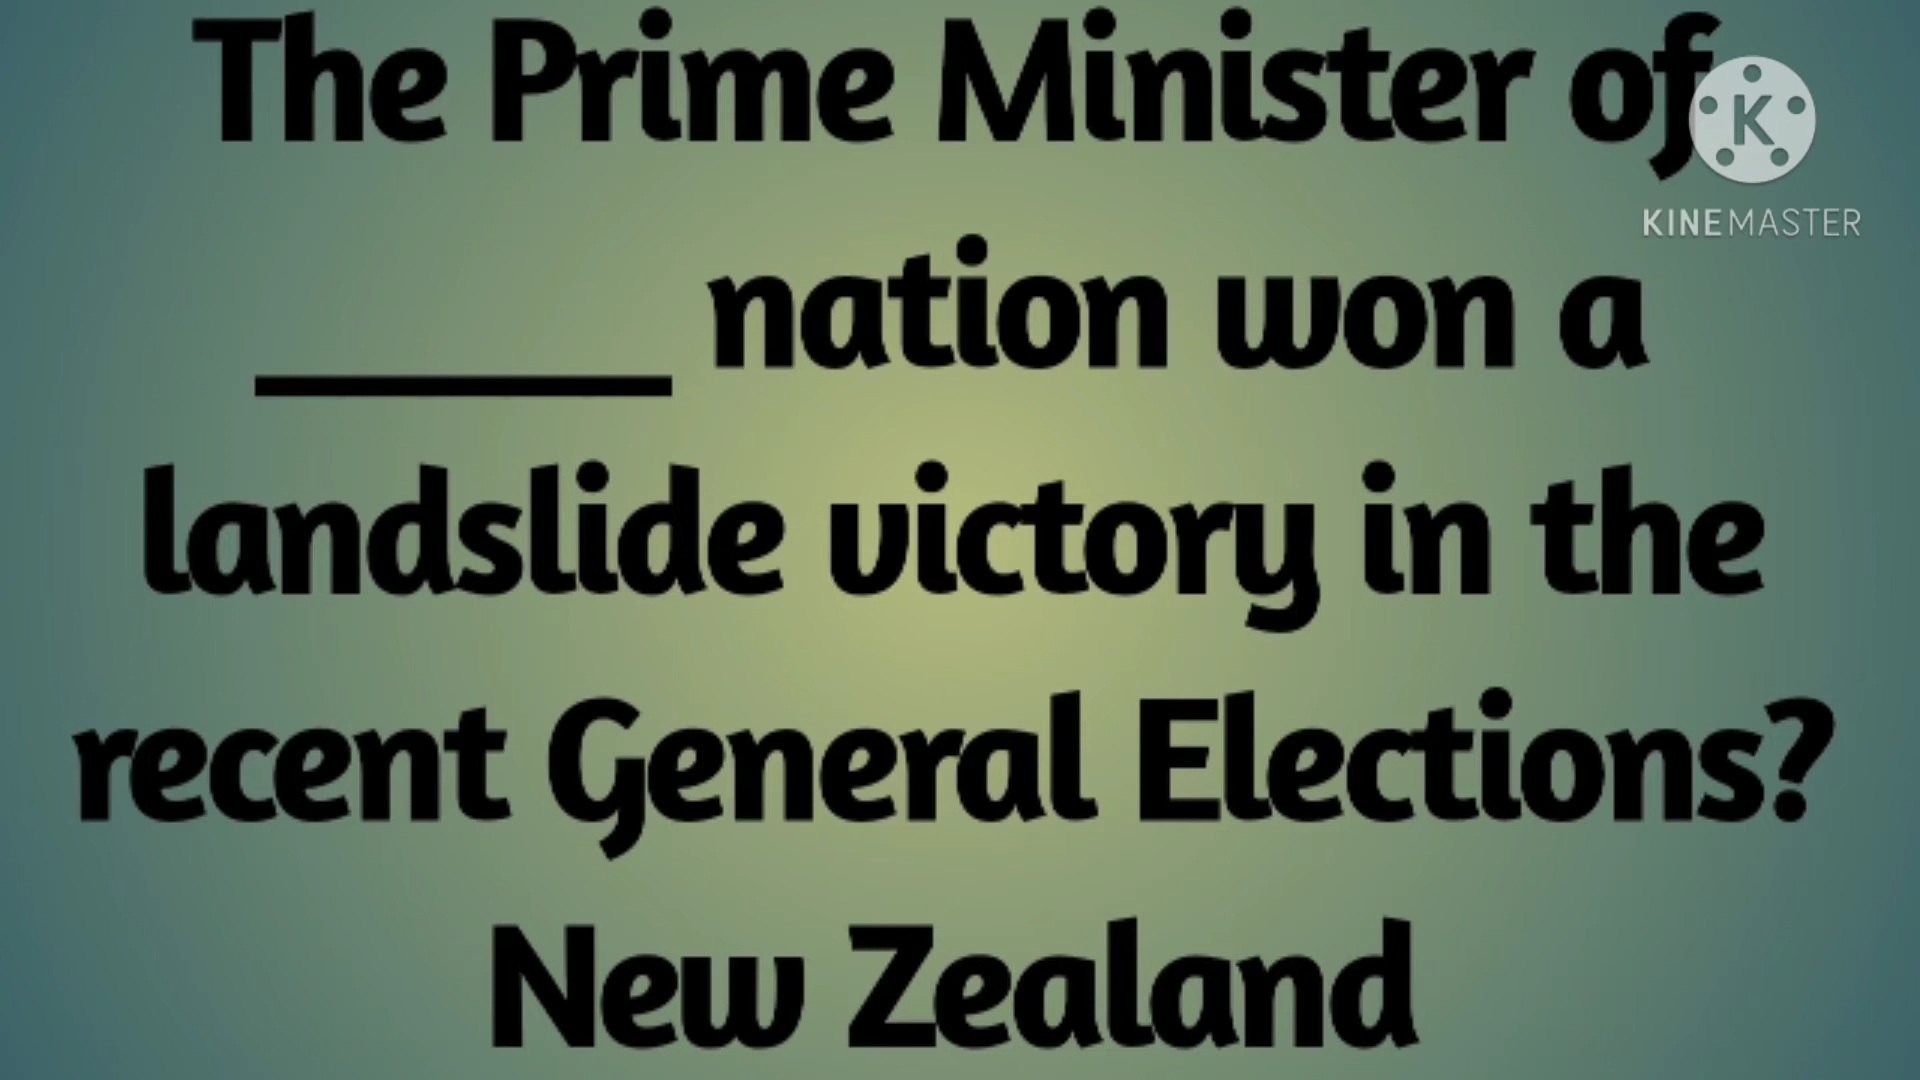 The Prime Minister of
______ nation won a
landslide victory in the
recent General Elections?
New Zealand
K
KINEMASTER